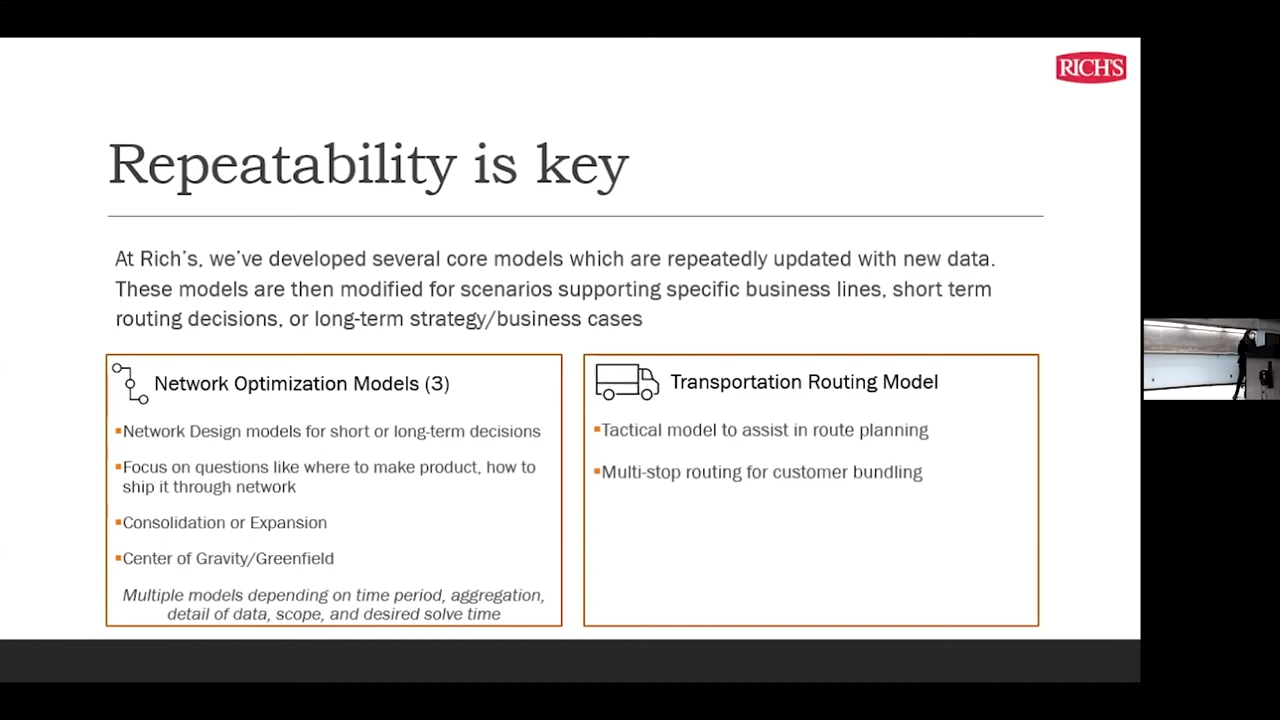 RICH'S
Repeatability is key
At Rich's, we've developed several core models which are repeatedly updated with new data.
These models are then modified for scenarios supporting specific business lines, short term
routing decisions, or long-term strategy/business cases
Network Optimization Models (3)
▪Network Design models for short or long-term decisions
▪Focus on questions like where to make product, how to
ship it through network
▪Consolidation or Expansion
▪Center of Gravity/Greenfield
Multiple models depending on time period, aggregation,
detail of data, scope, and desired solve time
Transportation Routing Model
▪Tactical model to assist in route planning
▪Multi-stop routing for customer bundling